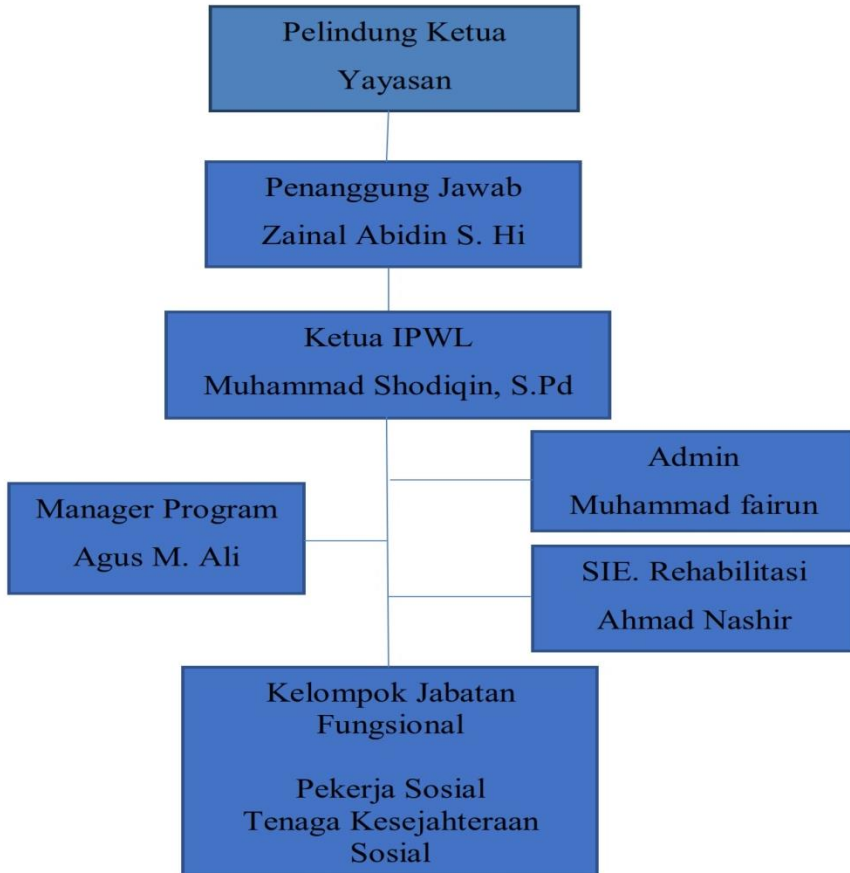 Pelindung Ketua
Yayasan
Penanggung Jawab
Zainal Abidin S. Hi
Ketua IPWL
Muhammad Shodiqin, S.Pd
Admin
Muhammad fairun
Manager Program
Agus M. Ali
SIE. Rehabilitasi
Ahmad Nashir
Kelompok Jabatan
Fungsional
Pekerja Sosial
Tenaga Kesejahteraan
Sosial